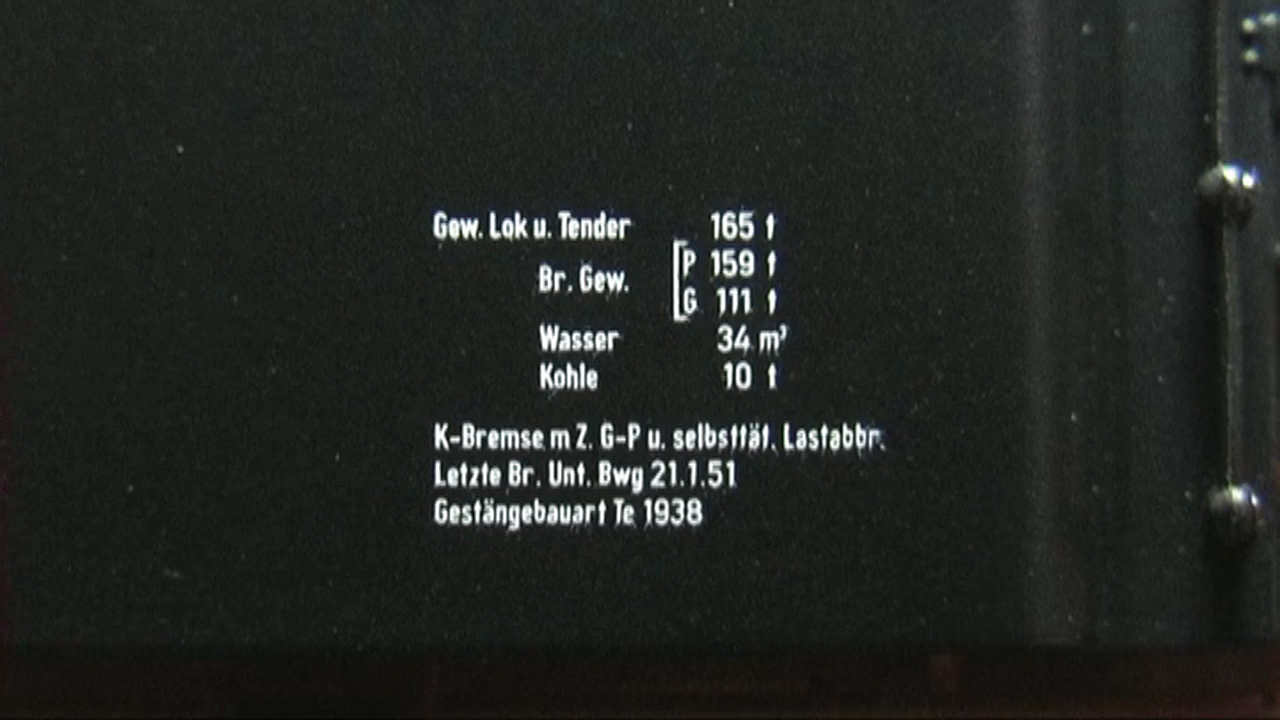 Gew. Lok u. Tender 165 t
Br. Gew. P 159 t
G 111 t
Wasser 34 m³
Kohle 10 t
K-Bremse m Z. G-P u. selbsttät. Lastabbr.
Letzte Br. Unt. Bwg 21.1.51
Gestängebauart Te 1938